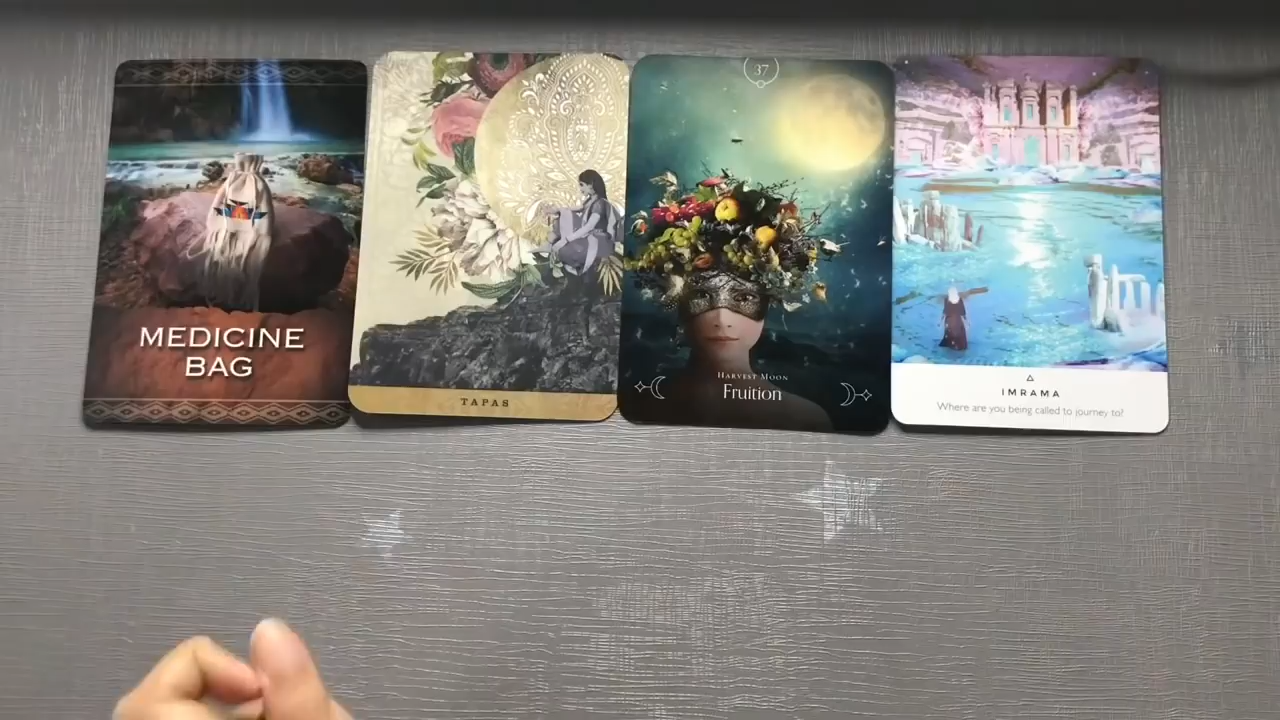 MEDICINE
BAG
TAPAS
37
HARVEST MOON
Fruition
IMRAMA
Where are you being called to journey to?